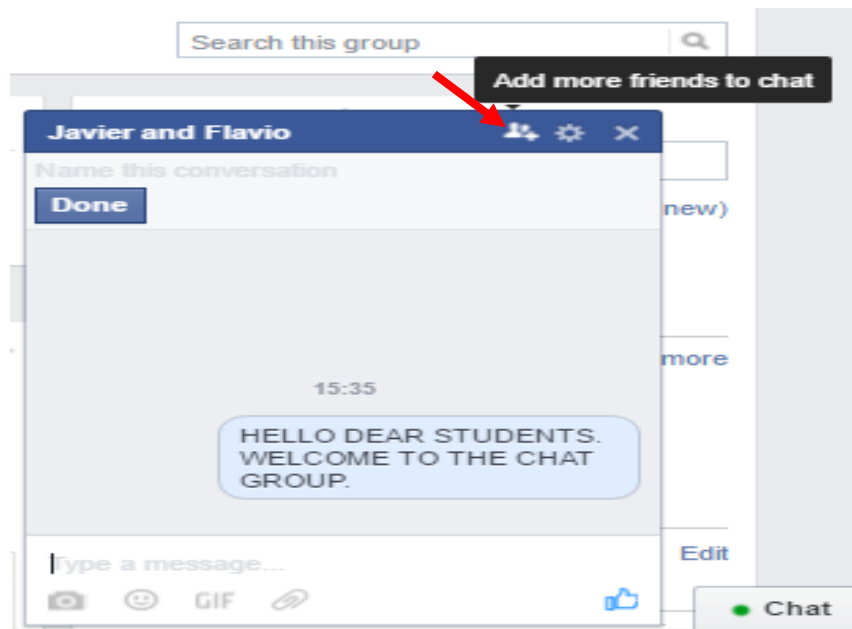 Search this group
Add more friends to chat
Javier and Flavio
Name this conversation
Done
new)
more
15:35
HELLO DEAR STUDENTS.
WELCOME TO THE CHAT
GROUP.
Edit
Type a message...
GIF
Chat